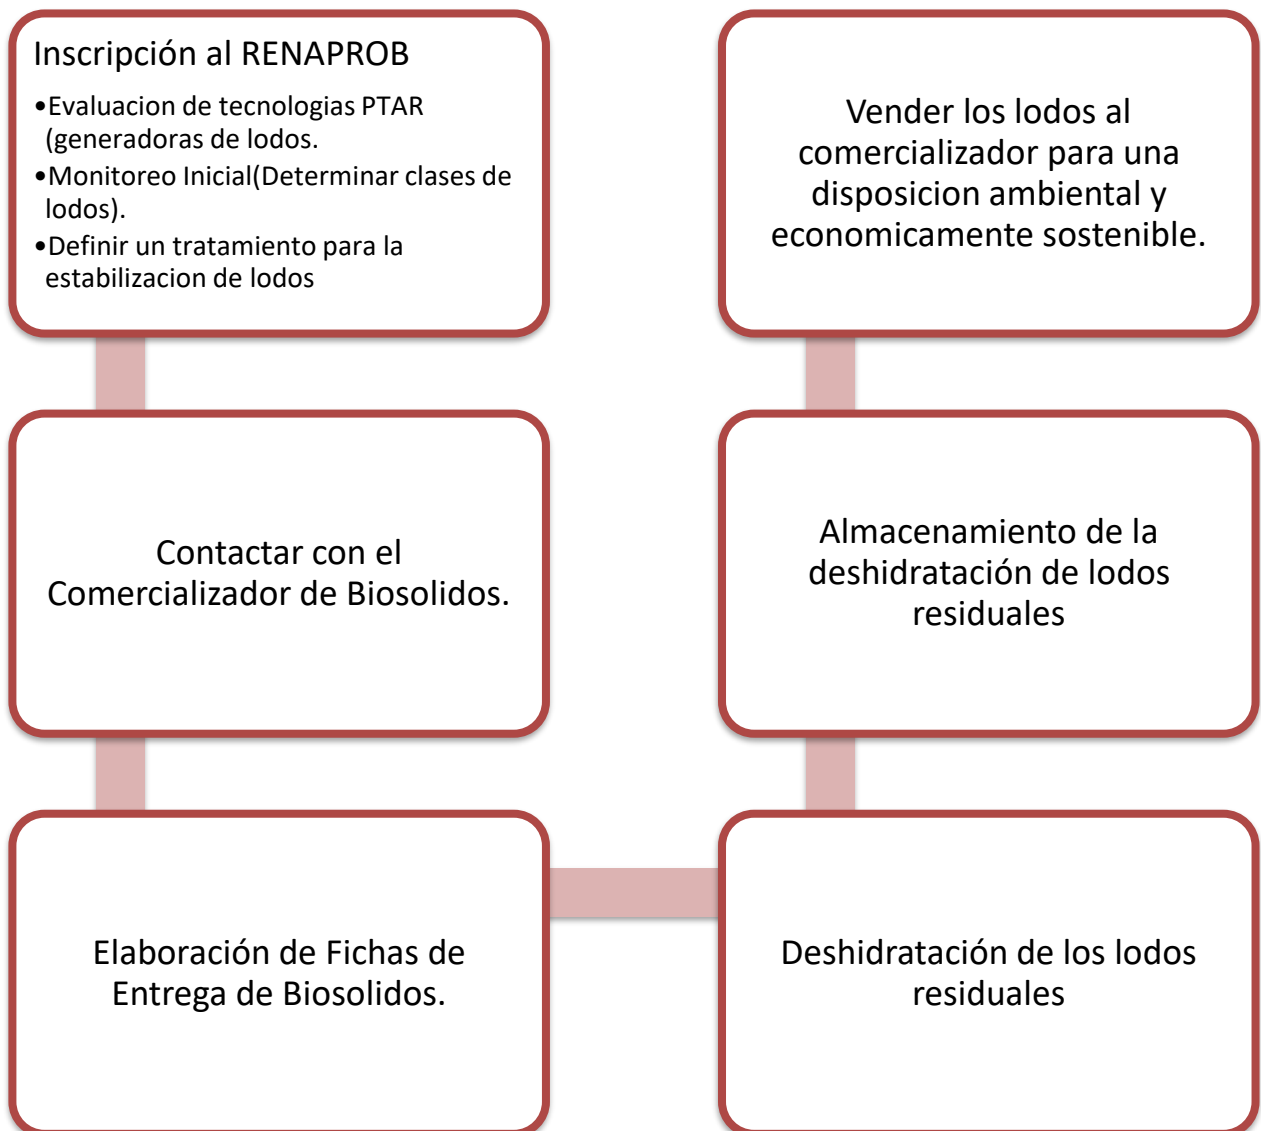 Inscripción al RENAPROB
•Evaluacion de tecnologias PTAR
(generadoras de lodos.
•Monitoreo Inicial(Determinar clases de
lodos).
•Definir un tratamiento para la
estabilizacion de lodos
Contactar con el
Comercializador de Biosolidos.
Elaboración de Fichas de
Entrega de Biosolidos.
Deshidratación de los lodos
residuales
Almacenamiento de la
deshidratación de lodos
residuales
Vender los lodos al
comercializador para una
disposicion ambiental y
economicamente sostenible.